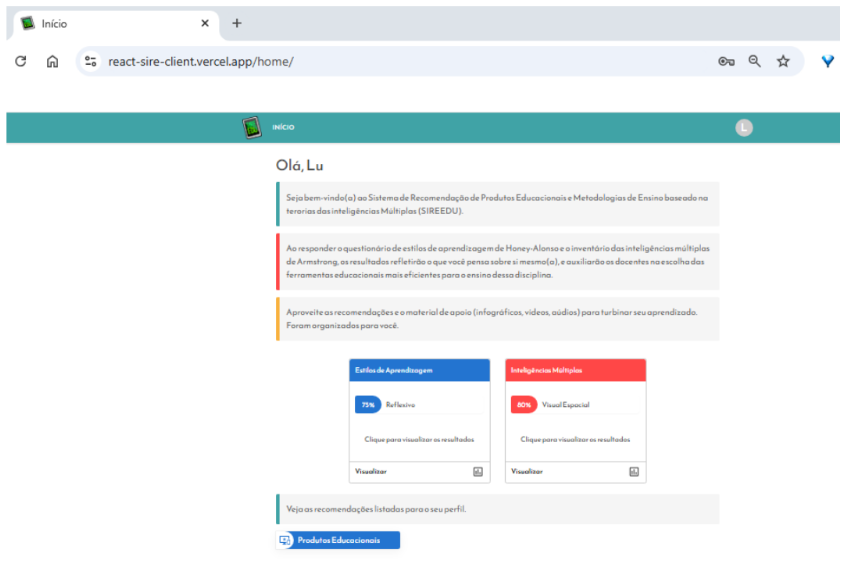 Início
react-sire-client.vercel.app/home/
INÍCIO
L
Olá, Lu
Seja bem-vindo(a) ao Sistema de Recomendação de Produtos Educacionais e Metodologias de Ensino baseado na
terorias das inteligências Múltiplas (SIREEDU).
Ao responder o questionário de estilos de aprendizagem de Honey-Alonso e o inventário das inteligências múltiplas
de Armstrong, os resultados refletirão o que você pensa sobre si mesmo(a), e auxiliarão os docentes na escolha das
ferramentas educacionais mais eficientes para o ensino dessa disciplina.
Aproveite as recomendações e o material de apoio (infográficos, vídeos, aúdios) para turbinar seu aprendizado.
Foram organizadas para você.
Estilos de Aprendizagem
75% Reflexivo
Clique para visualizar os resultados
Visualizar
Inteligências Múltiplas
80% Visual Espacial
Clique para visualizar os resultados
Visualizar
Veja as recomendações listadas para o seu perfil.
Produtos Educacionais